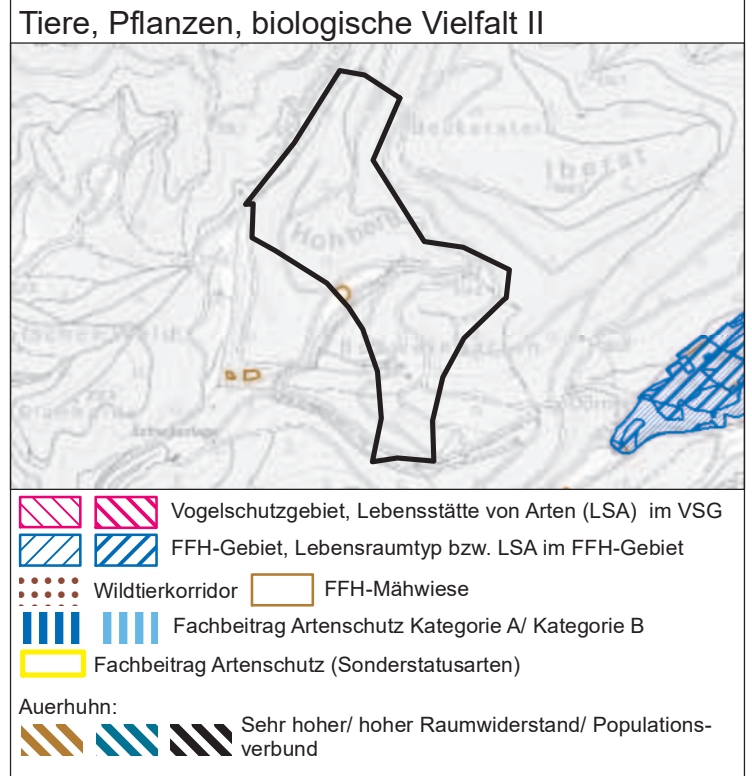 Tiere, Pflanzen, biologische Vielfalt II
Vogelschutzgebiet, Lebensstätte von Arten (LSA) im VSG
FFH-Gebiet, Lebensraumtyp bzw. LSA im FFH-Gebiet
Wildtierkorridor FFH-Mähwiese
Fachbeitrag Artenschutz Kategorie A/ Kategorie B
Fachbeitrag Artenschutz (Sonderstatusarten)
Auerhuhn:
Sehr hoher/ hoher Raumwiderstand/ Populations-
verbund